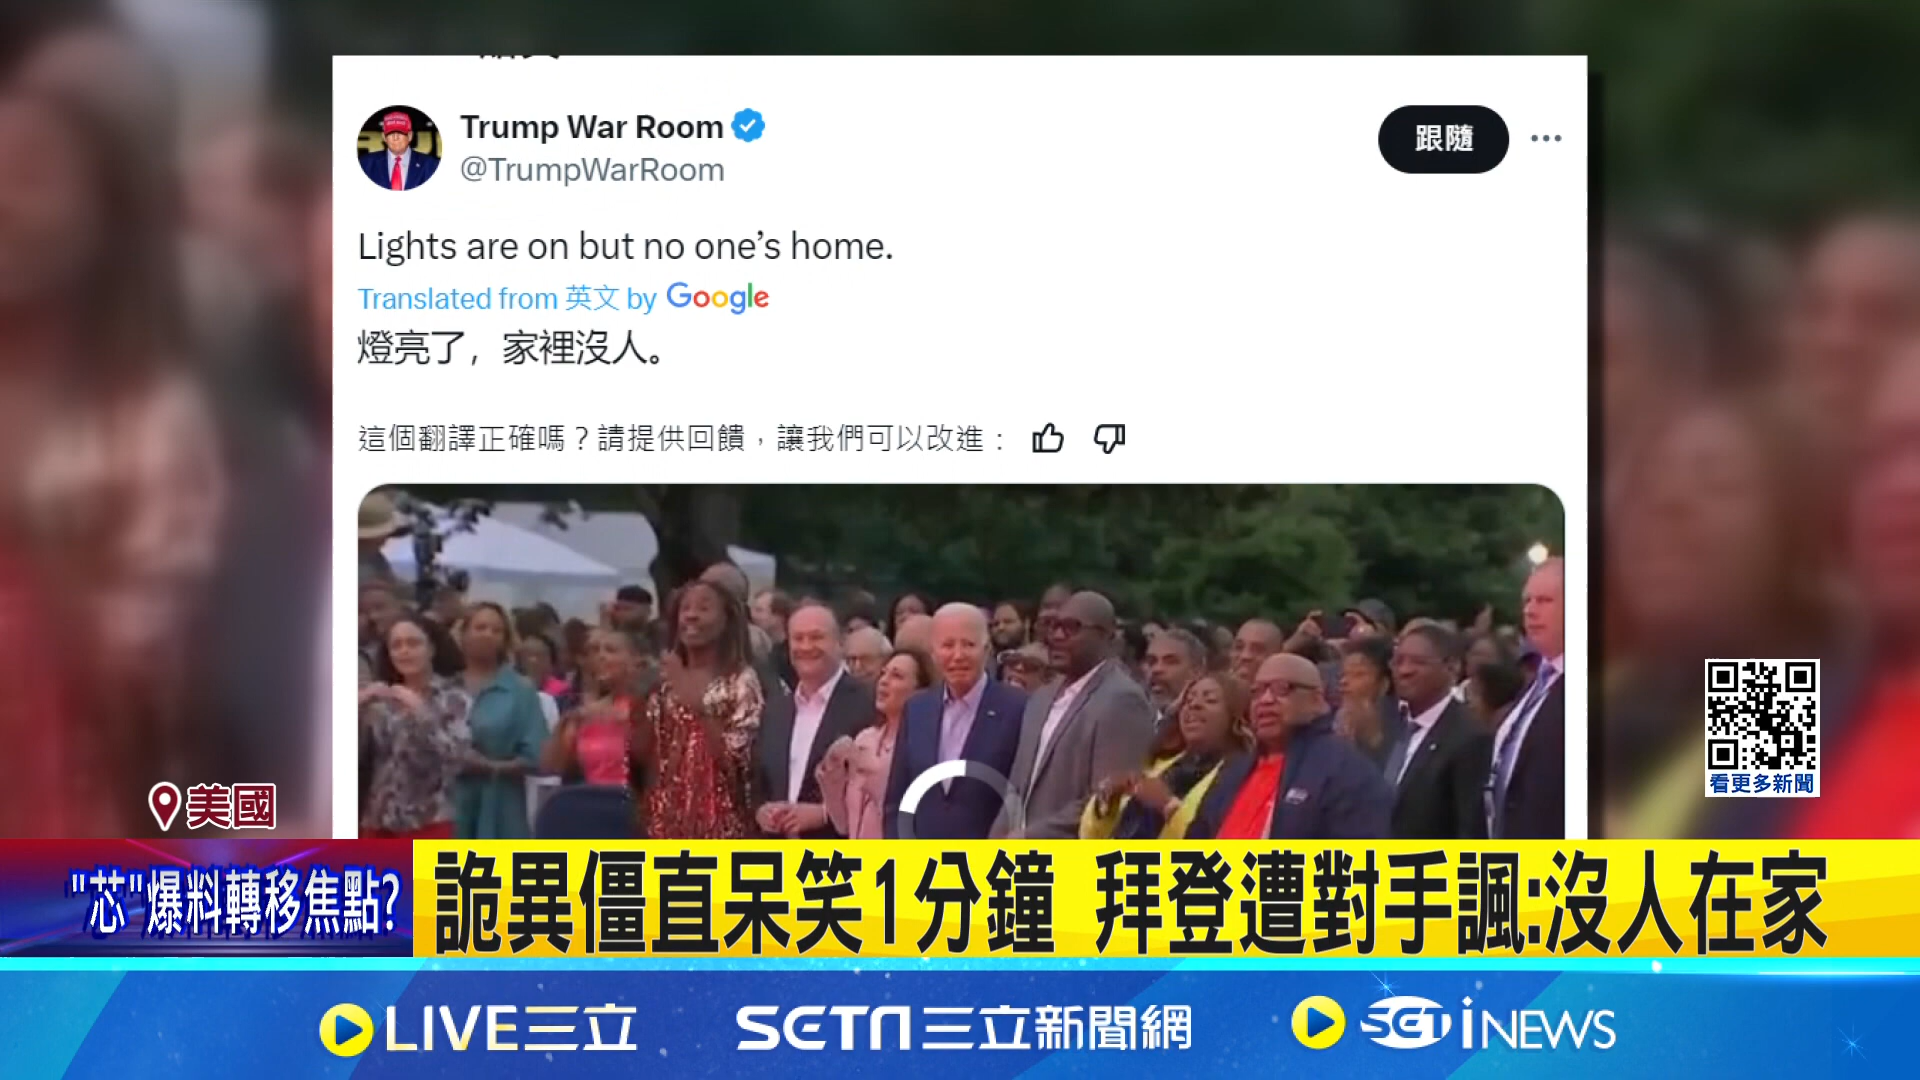 Trump War Room
@TrumpWarRoom
跟隨
Lights are on but no one's home.
Translated from 英文 by Google
燈亮了，家裡沒人。
這個翻譯正確嗎？請提供回饋，讓我們可以改進：
看更多新聞
美國
"芯"爆料轉移焦點?
詭異僵直呆笑1分鐘 拜登遭對手諷:沒人在家
LIVE三立
SETN三立新聞網
SET iNEWS